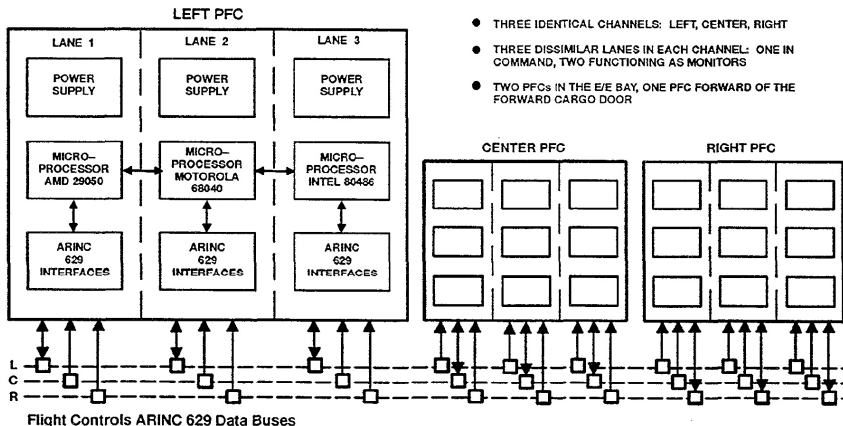 LEFT PFC
LANE 1
LANE 2
LANE 3
POWER
SUPPLY
POWER
SUPPLY
POWER
SUPPLY
MICRO–
PROCESSOR
AMD 29050
MICRO–
PROCESSOR
MOTOROLA
68040
MICRO–
PROCESSOR
INTEL 80486
ARINC
629
INTERFACES
ARINC
629
INTERFACES
ARINC
629
INTERFACES
● THREE IDENTICAL CHANNELS: LEFT, CENTER, RIGHT
● THREE DISSIMILAR LANES IN EACH CHANNEL: ONE IN
COMMAND, TWO FUNCTIONING AS MONITORS
● TWO PFCs IN THE E/E BAY, ONE PFC FORWARD OF THE
FORWARD CARGO DOOR
CENTER PFC
RIGHT PFC
L
C
R
Flight Controls ARINC 629 Data Buses